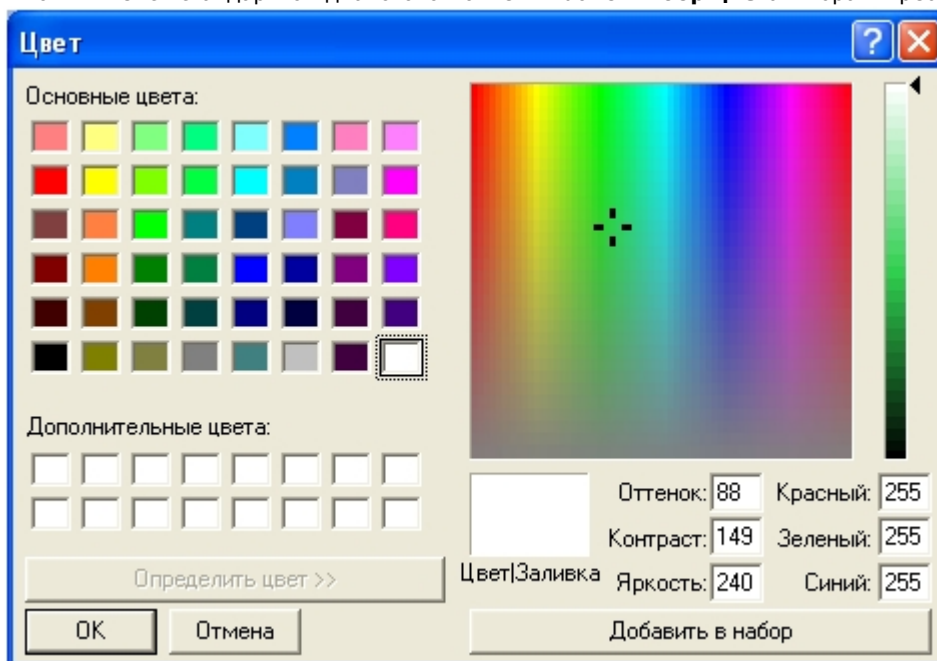 Цвет
Основные цвета:
Дополнительные цвета:
Определить цвет >>
OK
Отмена
Цвет|Заливка
Оттенок: 88
Контраст: 149
Яркость: 240
Красный: 255
Зеленый: 255
Синий: 255
Добавить в набор